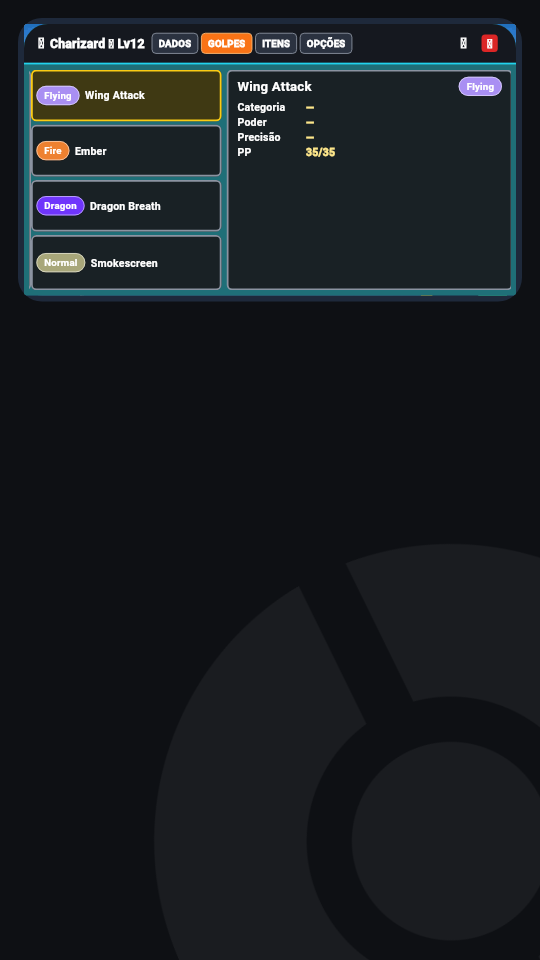 Charizard Lv12 DADOS GOLPES ITENS OPÇÕES
Flying Wing Attack
Fire Ember
Dragon Dragon Breath
Normal Smokescreen
Wing Attack Flying
Categoria —
Poder —
Precisão —
PP 35/35